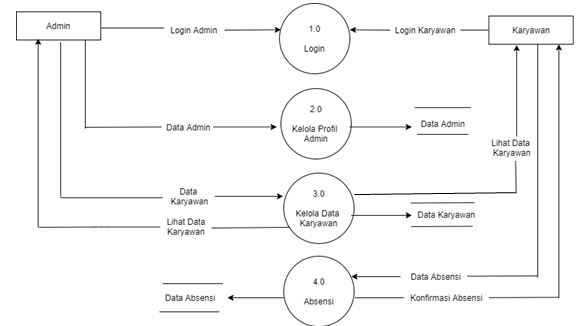 Admin
Login Admin
1.0
Login
Login Karyawan
Karyawan
2.0
Kelola Profil
Admin
Data Admin
Data Admin
Lihat Data
Karyawan
Data
Karyawan
3.0
Kelola Data
Karyawan
Data Karyawan
Lihat Data
Karyawan
4.0
Absensi
Data Absensi
Data Absensi
Konfirmasi Absensi